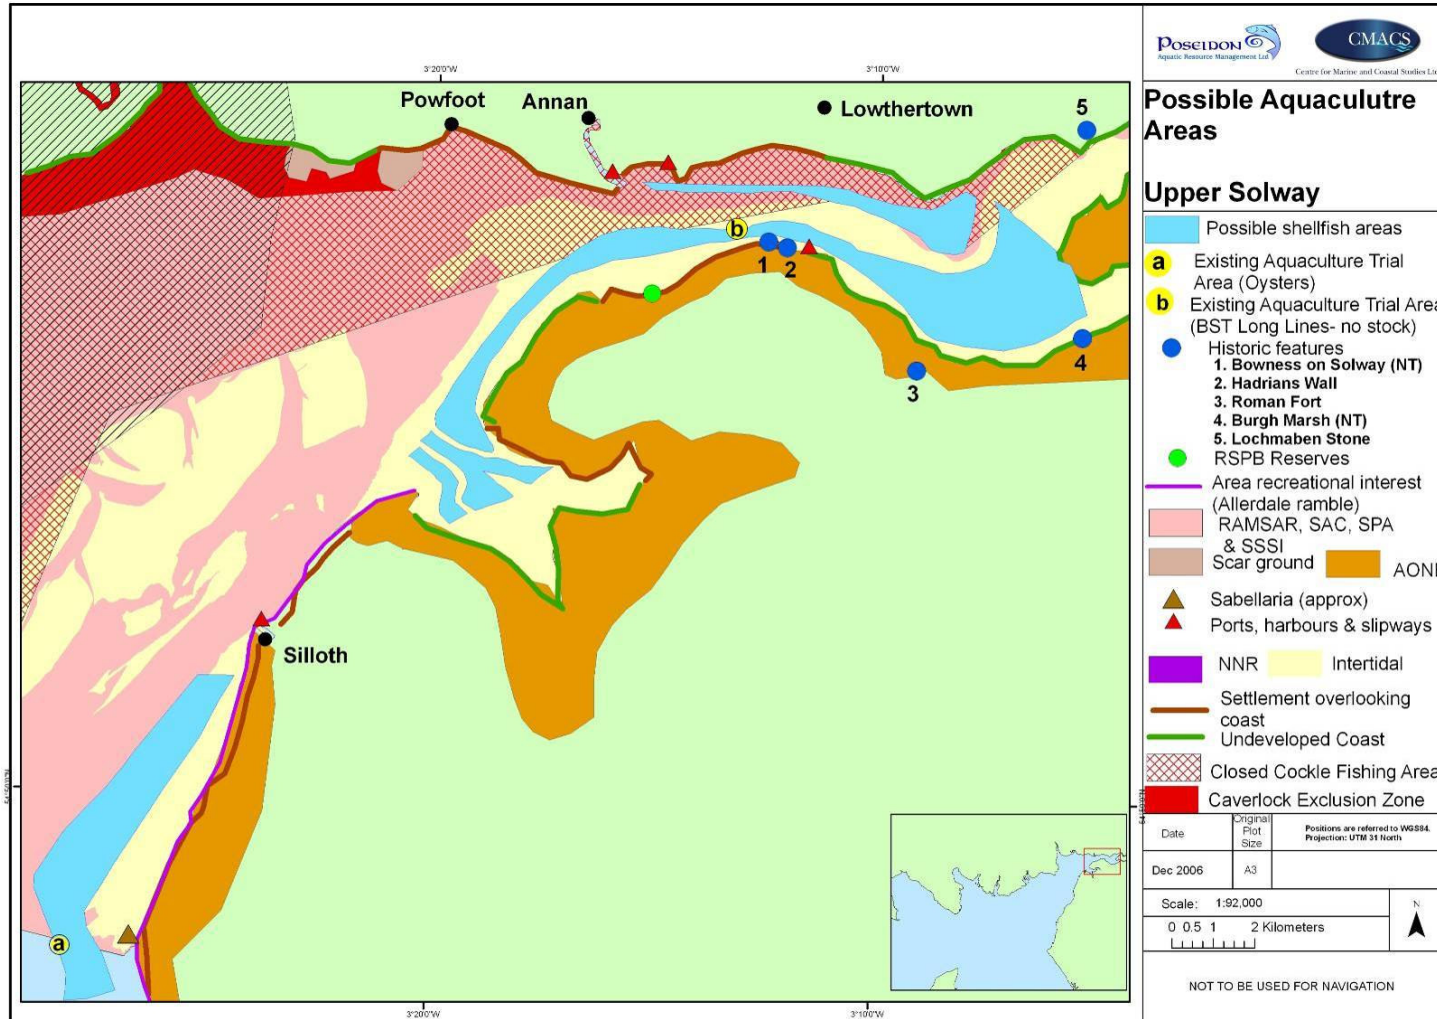 POSEIDON
Aquatic Resource Management Ltd
CMACS
Centre for Marine and Coastal Studies Ltd
Possible Aquaculutre
Areas
Upper Solway
Possible shellfish areas
a
Existing Aquaculture Trial
Area (Oysters)
b
Existing Aquaculture Trial Area
(BST Long Lines- no stock)
Historic features
1. Bowness on Solway (NT)
2. Hadrians Wall
3. Roman Fort
4. Burgh Marsh (NT)
5. Lochmaben Stone
RSPB Reserves
Area recreational interest
(Allerdale ramble)
RAMSAR, SAC, SPA
& SSSI
Scar ground
AON
Sabellaria (approx)
Ports, harbours & slipways
NNR
Intertidal
Settlement overlooking
coast
Undeveloped Coast
Closed Cockle Fishing Area
Caverlock Exclusion Zone
Date
Original
Plot
Size
Positions are referred to WGS84.
Projection: UTM 31 North
Dec 2006
A3
Scale: 1:92,000
0 0.5 1 2 Kilometers
N
NOT TO BE USED FOR NAVIGATION
3°20'0"W
3°10'0"W
Powfoot
Annan
Lowthertown
5
b
1
2
4
3
Silloth
a
3°20'0"W
3°10'0"W